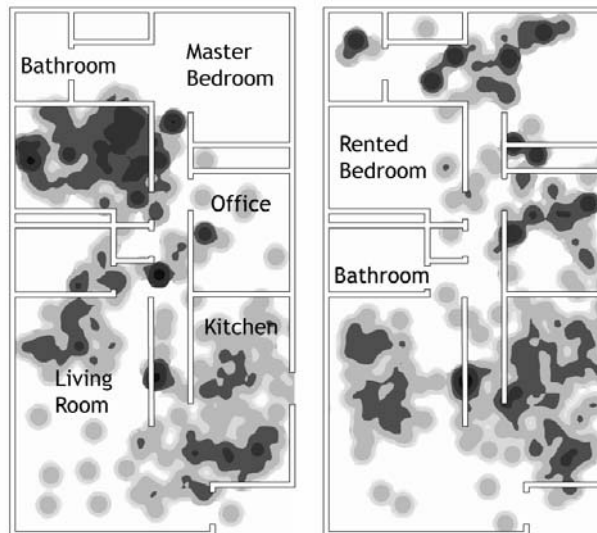 Bathroom
Master
Bedroom
Office
Kitchen
Living
Room
Rented
Bedroom
Bathroom